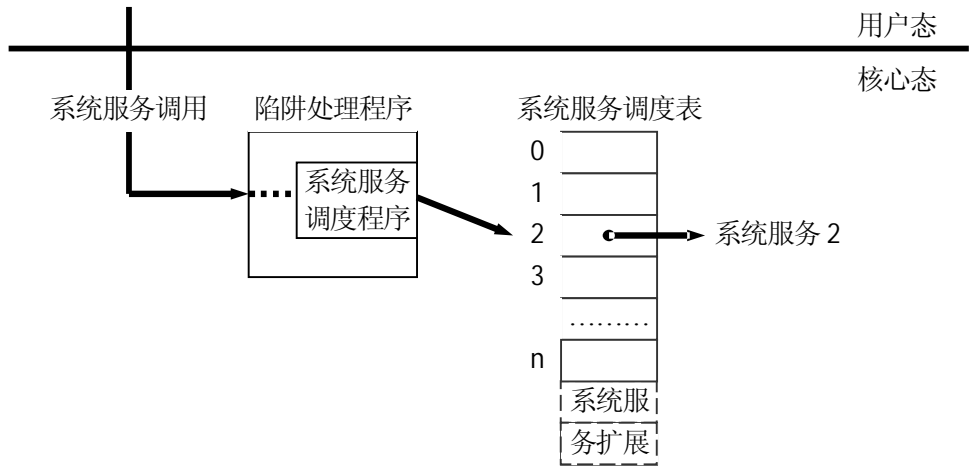 用户态
核心态
系统服务调用
陷阱处理程序
系统服务调度表
系统服务
调度程序
0
1
2
系统服务 2
3
.........
n
系统服
务扩展